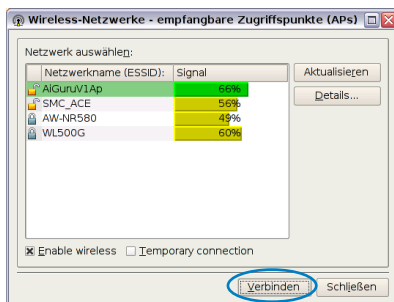 Wireless-Netzwerke - empfangbare Zugriffspunkte (APs)
Netzwerk auswählen:
Netzwerkname (ESSID): Signal
AiGuruV1Ap 66%
SMC_ACE 56%
AW-NR580 49%
WL500G 60%
Aktualisieren
Details...
Enable wireless Temporary connection
Verbinden Schließen